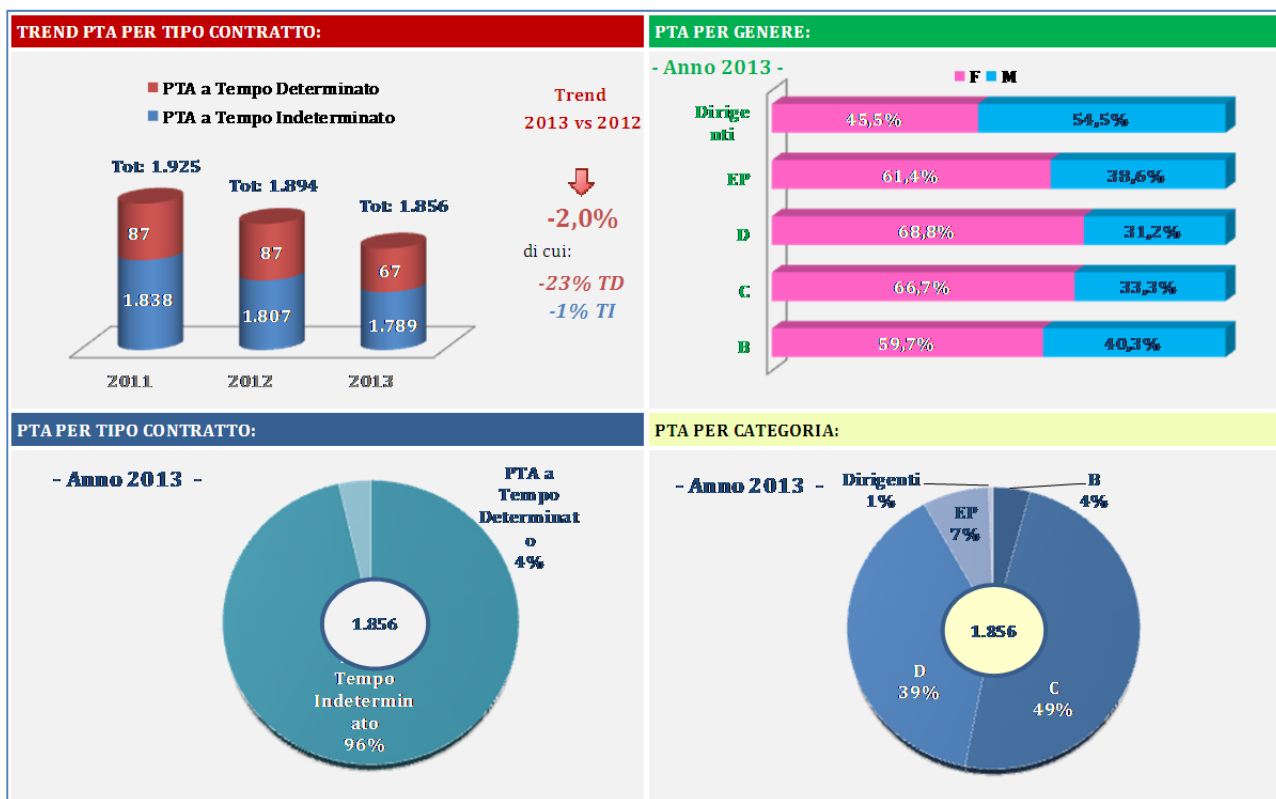 TREND PTA PER TIPO CONTRATTO:
PTA a Tempo Determinato
PTA a Tempo Indeterminato
Trend
2013 vs 2012
Tot: 1.925
Tot: 1.894
Tot: 1.856
87
87
67
1.838
1.807
1.789
2011
2012
2013
-2,0%
di cui:
-23% TD
-1% TI
PTA PER GENERE:
- Anno 2013 -
F M
Dirige
nti
45,5% 54,5%
EP 61,4% 38,6%
D 68,8% 31,2%
C 66,7% 33,3%
B 59,7% 40,3%
PTA PER TIPO CONTRATTO:
- Anno 2013 -
PTA a
Tempo
Determinat
o
4%
1.856
Tempo
Indetermin
ato
96%
PTA PER CATEGORIA:
- Anno 2013 -
Dirigenti
1%
B
4%
EP
7%
1.856
D
39%
C
49%